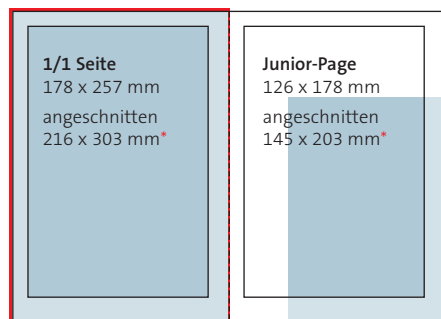 1/1 Seite
178 x 257 mm
angeschnitten
216 x 303 mm*
Junior-Page
126 x 178 mm
angeschnitten
145 x 203 mm*